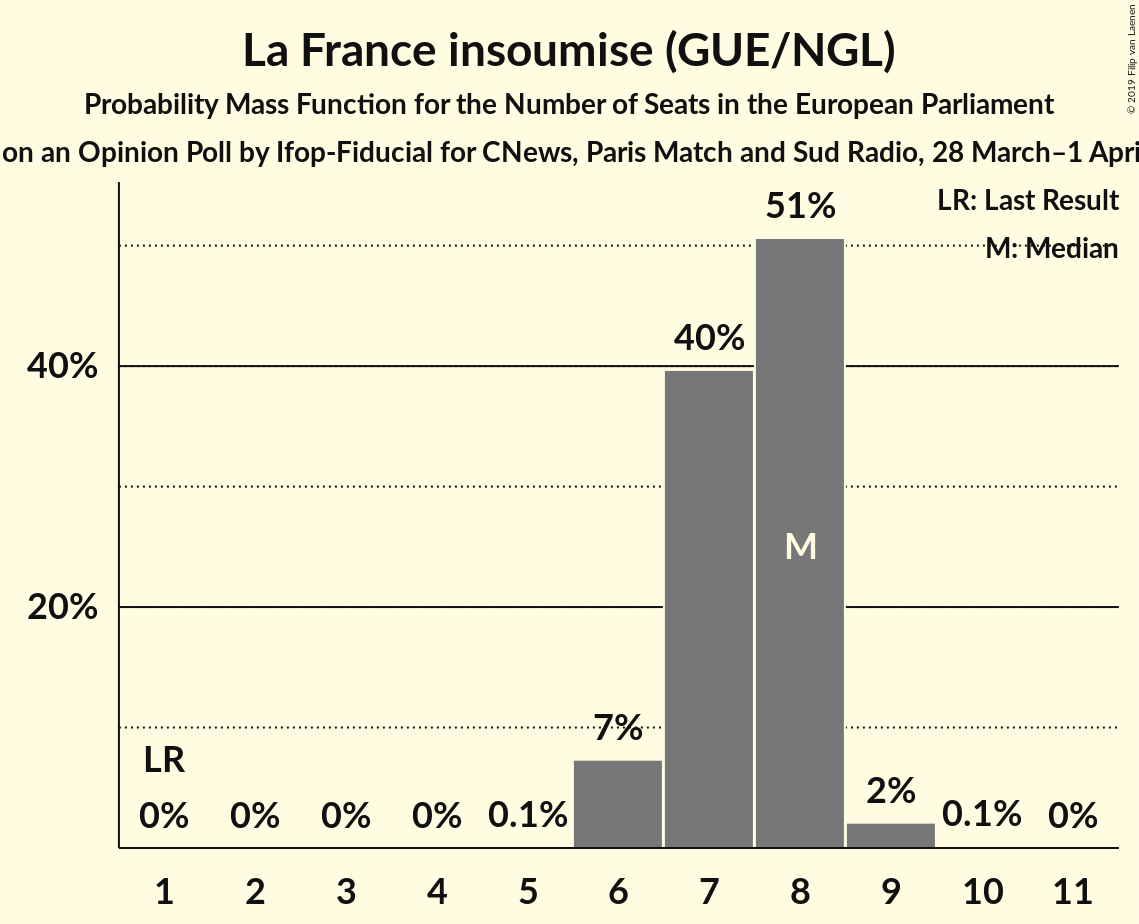 La France insoumise (GUE/NGL)
Probability Mass Function for the Number of Seats in the European Parliament
on an Opinion Poll by Ifop-Fiducial for CNews, Paris Match and Sud Radio, 28 March–1 Apri
© 2019 Filip van Laenen
LR: Last Result
M: Median
51%
40%
40%
M
20%
7%
LR
2%
0% 0% 0% 0% 0.1% 0.1% 0%
1 2 3 4 5 6 7 8 9 10 11